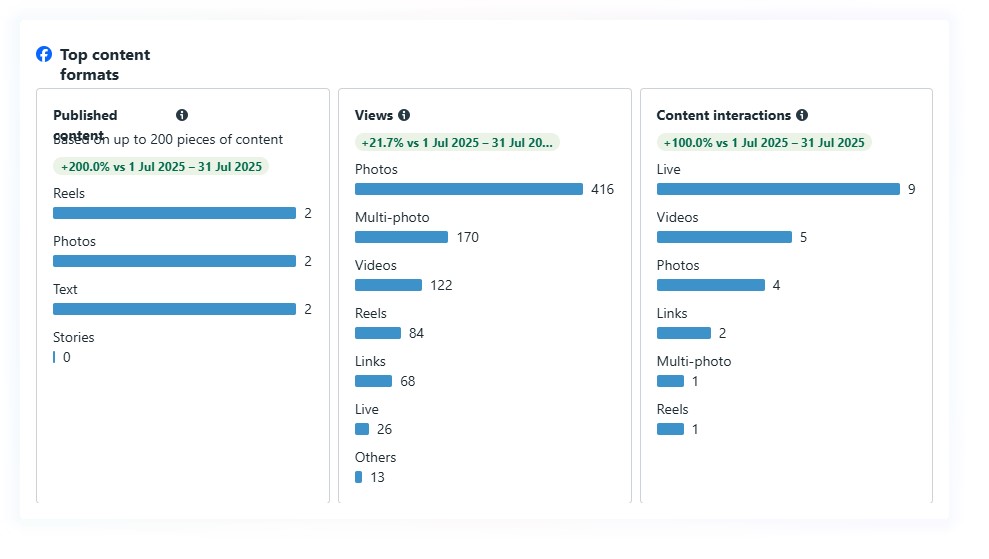 Top content
formats
Published
content
Based on up to 200 pieces of content
+200.0% vs 1 Jul 2025 – 31 Jul 2025
Reels
2
Photos
2
Text
2
Stories
0
Views
+21.7% vs 1 Jul 2025 – 31 Jul 20...
Photos
416
Multi-photo
170
Videos
122
Reels
84
Links
68
Live
26
Others
13
Content interactions
+100.0% vs 1 Jul 2025 – 31 Jul 2025
Live
9
Videos
5
Photos
4
Links
2
Multi-photo
1
Reels
1